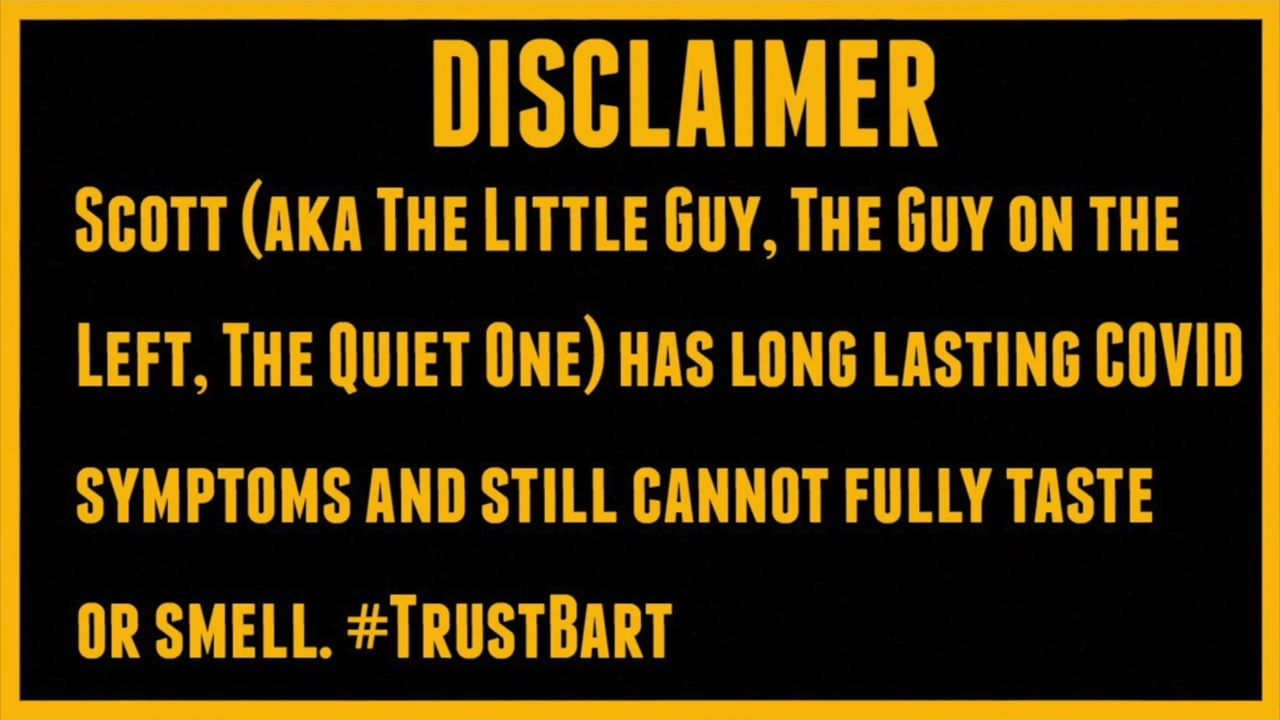 DISCLAIMER
Scott (aka The Little Guy, The Guy on the
Left, The Quiet One) has long lasting COVID
symptoms and still cannot fully taste
or smell. #TrustBart